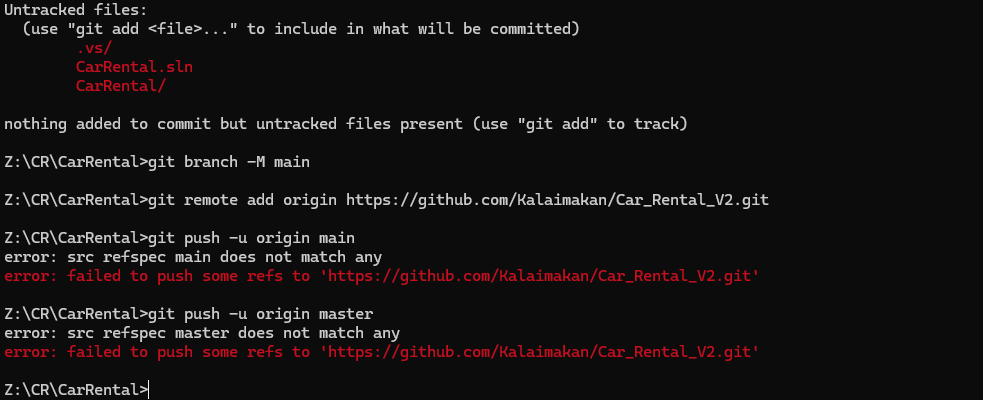 Untracked files:
  (use "git add <file>..." to include in what will be committed)
        .vs/
        CarRental.sln
        CarRental/
nothing added to commit but untracked files present (use "git add" to track)
Z:\CR\CarRental>git branch -M main
Z:\CR\CarRental>git remote add origin https://github.com/Kalaimakan/Car_Rental_V2.git
Z:\CR\CarRental>git push -u origin main
error: src refspec main does not match any
error: failed to push some refs to 'https://github.com/Kalaimakan/Car_Rental_V2.git'
Z:\CR\CarRental>git push -u origin master
error: src refspec master does not match any
error: failed to push some refs to 'https://github.com/Kalaimakan/Car_Rental_V2.git'
Z:\CR\CarRental>